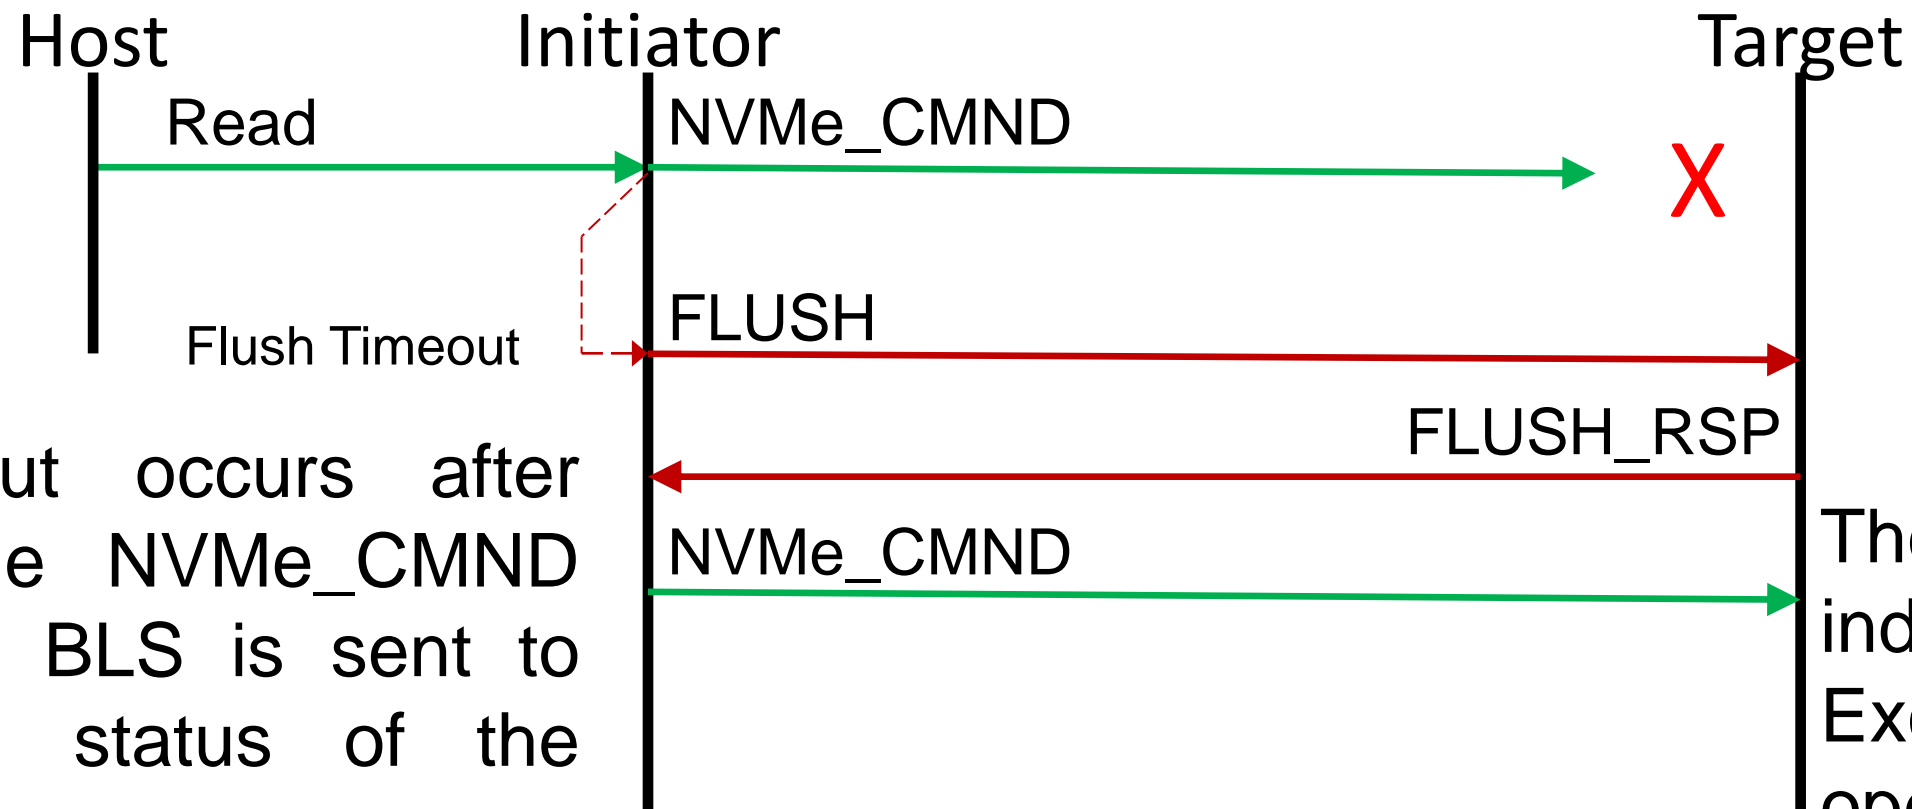 Host
Initiator
Target
Read
NVMe_CMND
X
FLUSH
Flush Timeout
FLUSH_RSP
occurs after
NVMe_CMND
BLS is sent to
status of the
NVMe_CMND